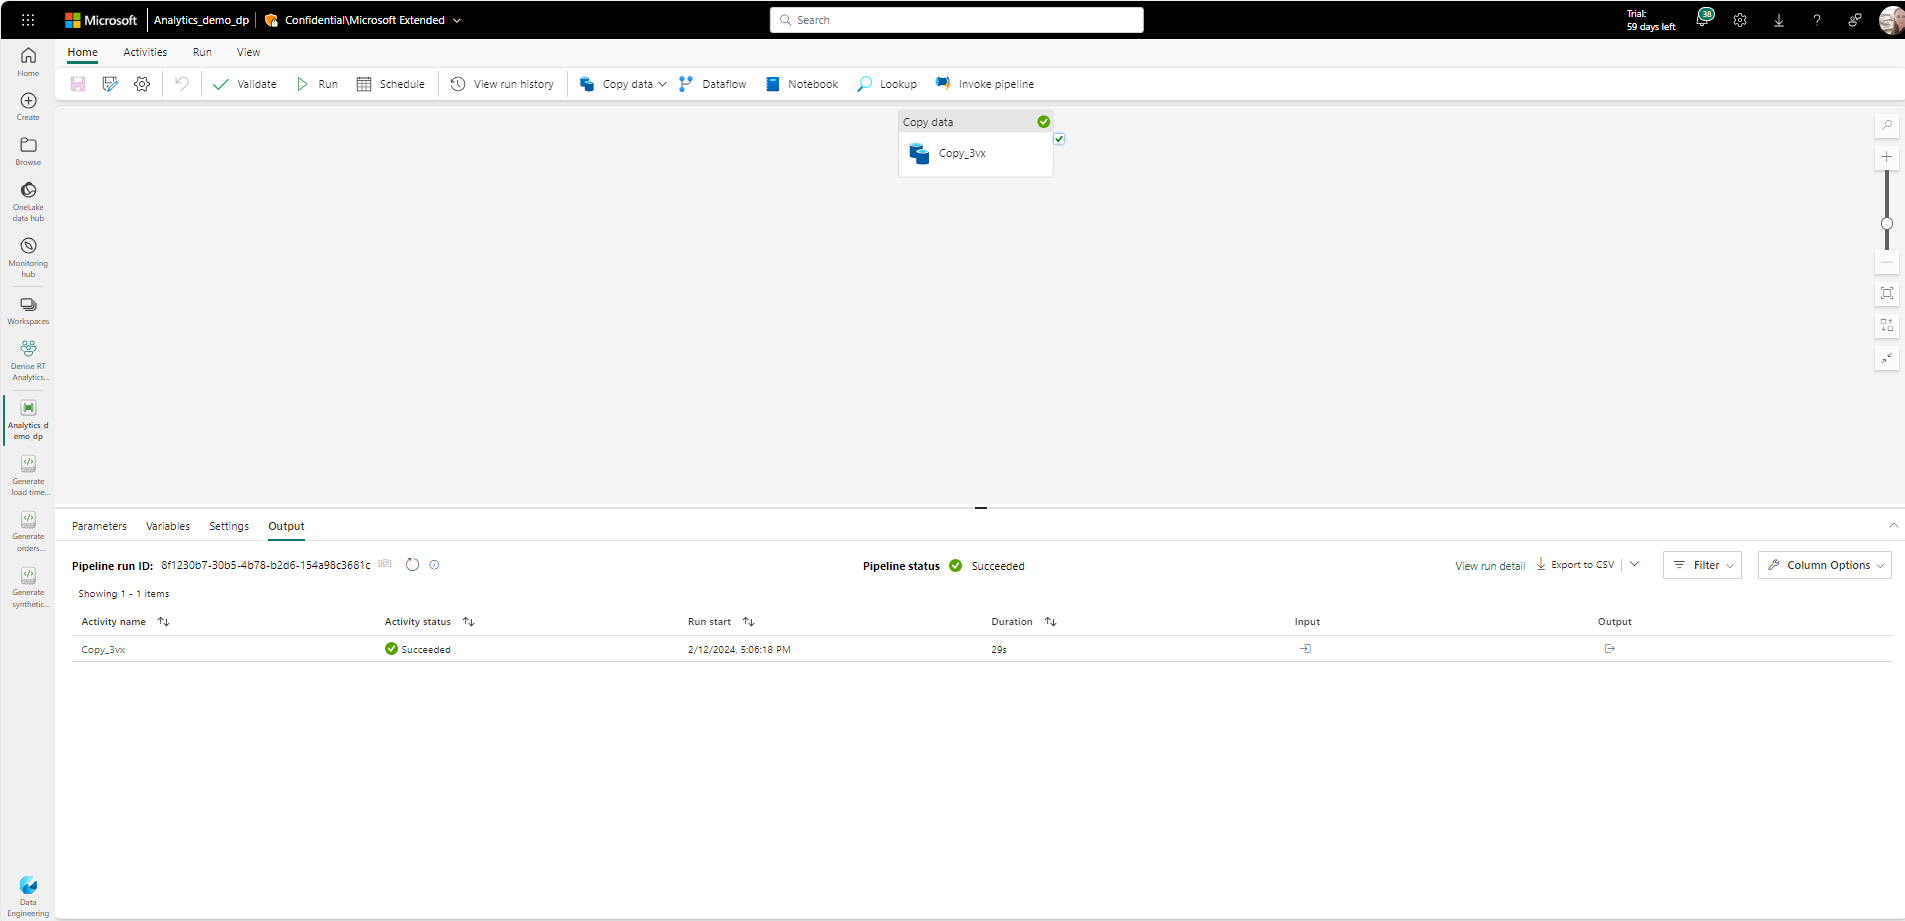 Microsoft
Analytics_demo_dp
Confidential\Microsoft Extended
Search
Trial:
59 days left
38
Home
Activities
Run
View
Validate
Run
Schedule
View run history
Copy data
Dataflow
Notebook
Lookup
Invoke pipeline
Home
Create
Browse
OneLake
data hub
Monitoring
hub
Workspaces
Denise RT
Analytics...
Analytics_d
emo_dp
Generate
load time...
Generate
orders...
Generate
synthetic...
Data
Engineering
Copy data
Copy_3vx
Parameters
Variables
Settings
Output
Pipeline run ID: 8f1230b7-30b5-4b78-b2d6-154a98c3681c
Pipeline status
Succeeded
View run detail
Export to CSV
Filter
Column Options
Showing 1 - 1 items
Activity name
Activity status
Run start
Duration
Input
Output
Copy_3vx
Succeeded
2/12/2024, 5:06:18 PM
29s